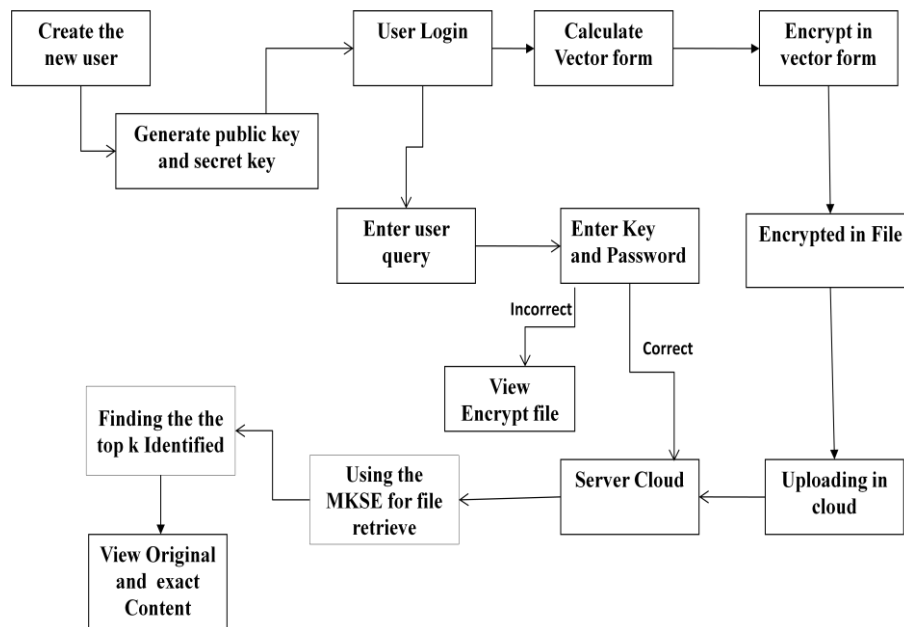 Create the
new user
User Login
Calculate
Vector form
Encrypt in
vector form
Generate public key
and secret key
Enter user
query
Enter Key
and Password
Encrypted in File
Incorrect
Correct
View
Encrypt file
Finding the the
top k Identified
Using the
MKSE for file
retrieve
Server Cloud
Uploading in
cloud
View Original
and exact
Content